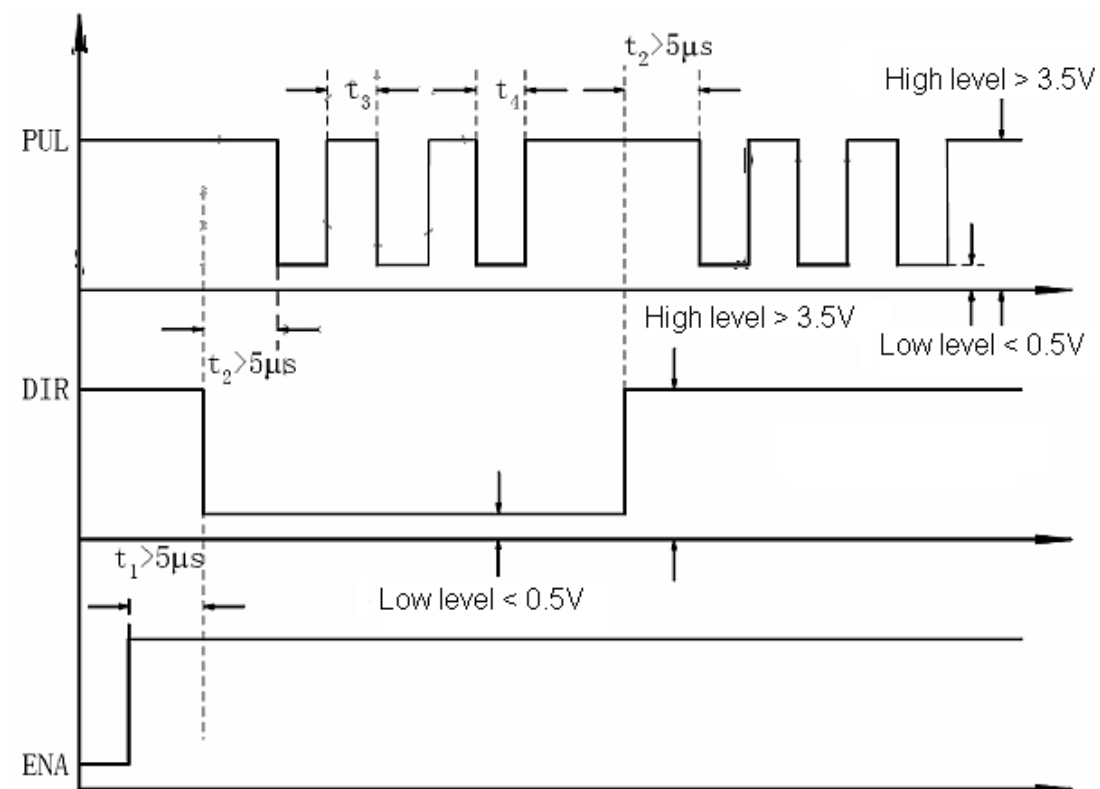 t₂>5μs
High level > 3.5V
t₃
t₄
PUL
High level > 3.5V
Low level < 0.5V
t₂>5μs
DIR
t₁>5μs
Low level < 0.5V
ENA